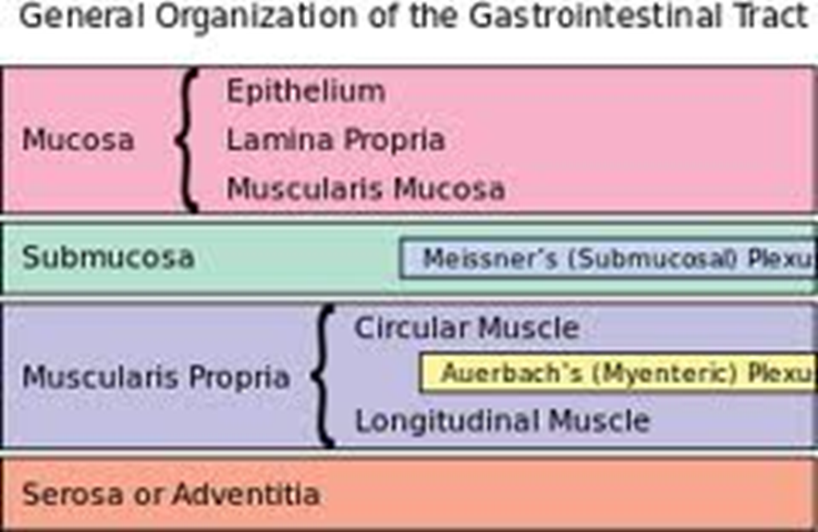 General Organization of the Gastrointestinal Tract
Epithelium
Mucosa
Lamina Propria
Muscularis Mucosa
Submucosa
Meissner's (Submucosal) Plexu
Circular Muscle
Muscularis Propria
Auerbach's (Myenteric) Plexu
Longitudinal Muscle
Serosa or Adventitia